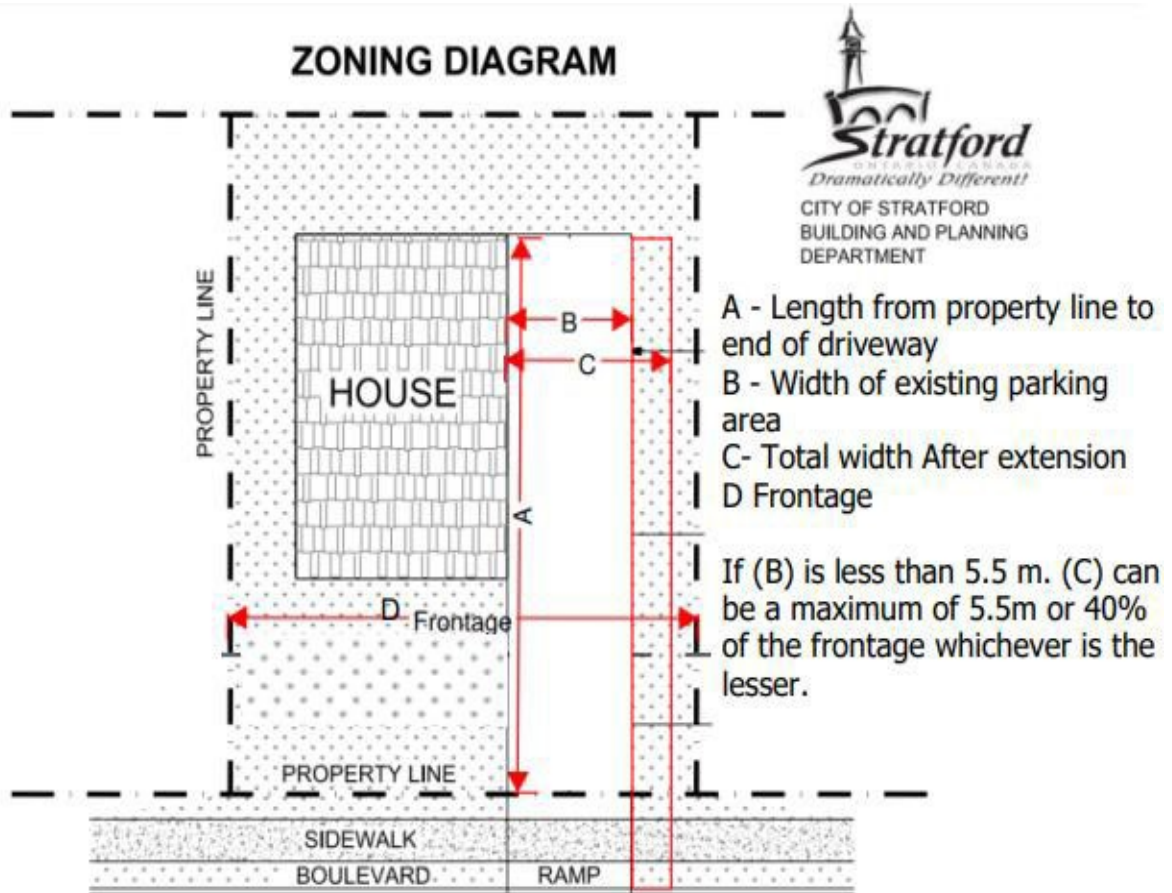 ZONING DIAGRAM
Stratford
ONTARIO CANADA
Dramatically Different!
CITY OF STRATFORD
BUILDING AND PLANNING
DEPARTMENT
PROPERTY LINE
HOUSE
B
C
A
D
Frontage
A - Length from property line to
end of driveway
B - Width of existing parking
area
C- Total width After extension
D Frontage
If (B) is less than 5.5 m. (C) can
be a maximum of 5.5m or 40%
of the frontage whichever is the
lesser.
PROPERTY LINE
SIDEWALK
BOULEVARD
RAMP